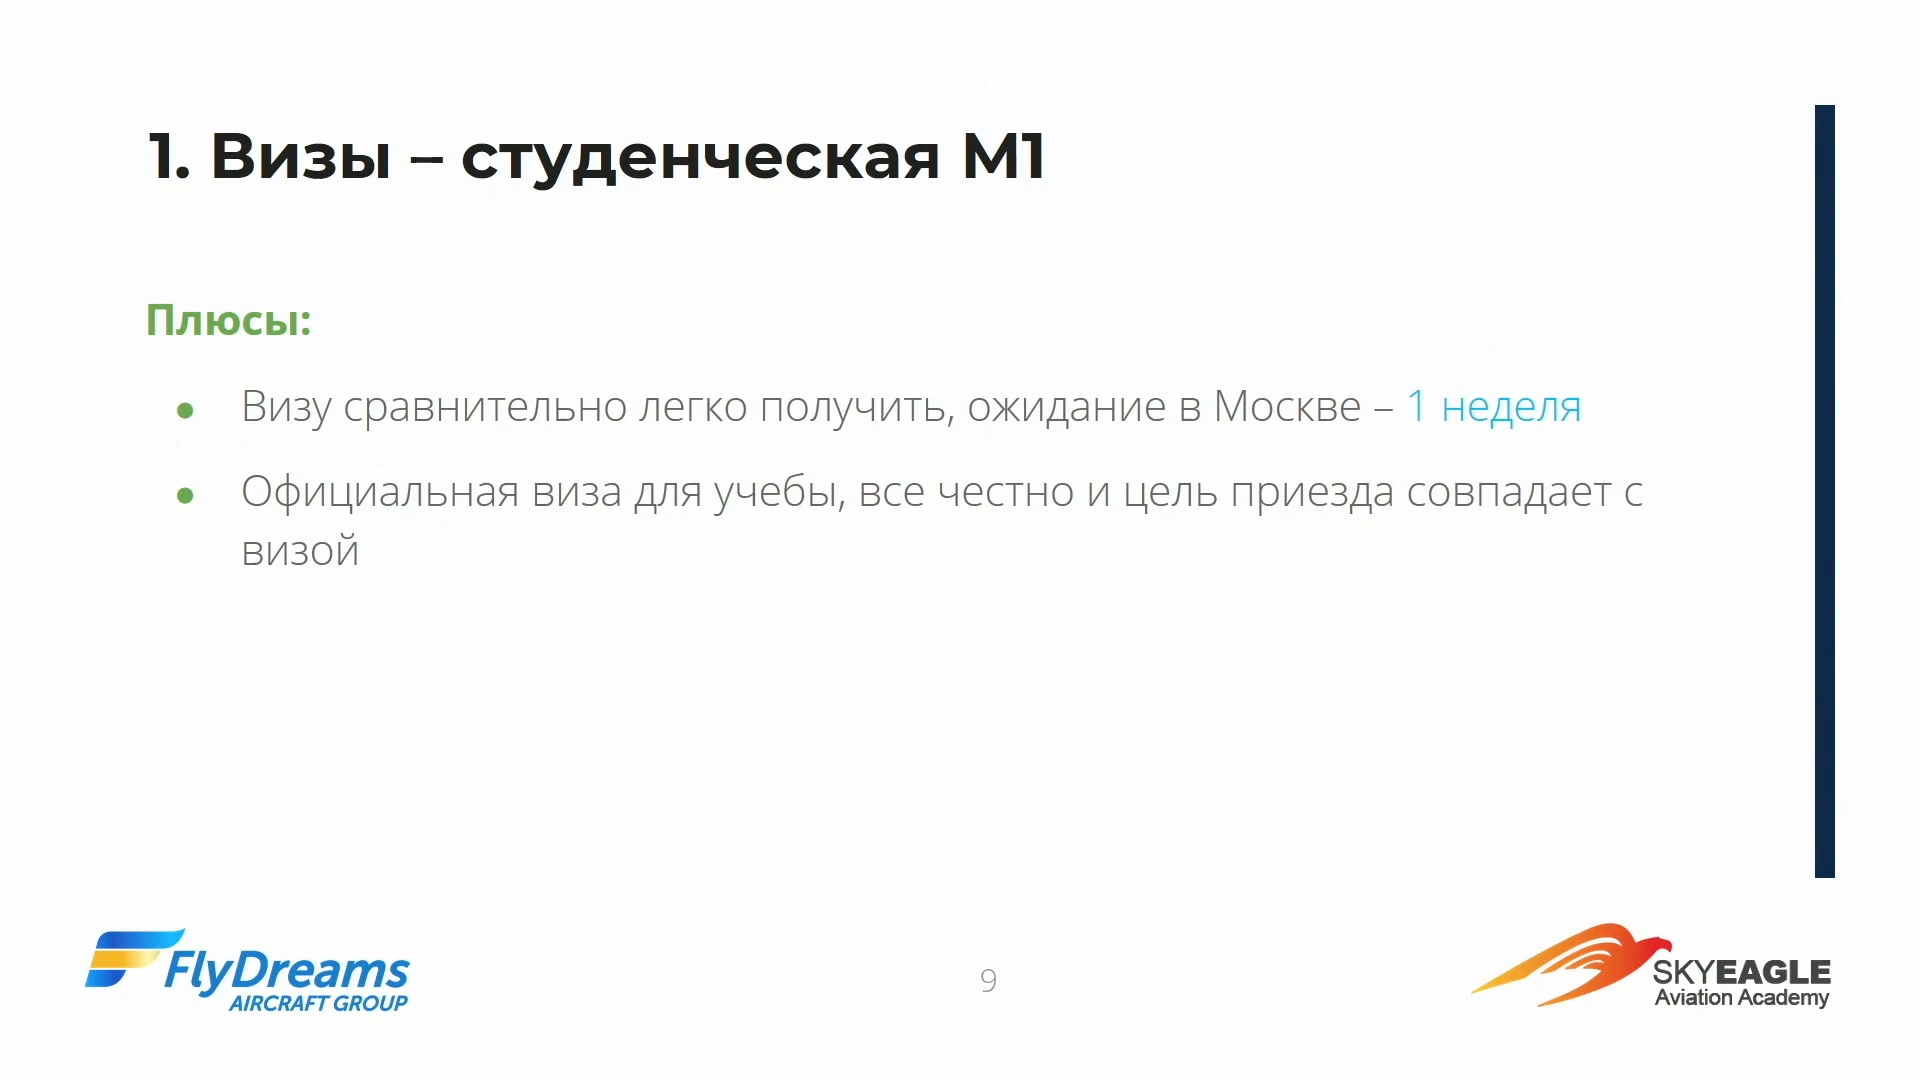 1. Визы – студенческая М1
Плюсы:
Визу сравнительно легко получить, ожидание в Москве – 1 неделя
Официальная виза для учебы, все честно и цель приезда совпадает с
визой
FlyDreams
AIRCRAFT GROUP
9
SKYEAGLE
Aviation Academy